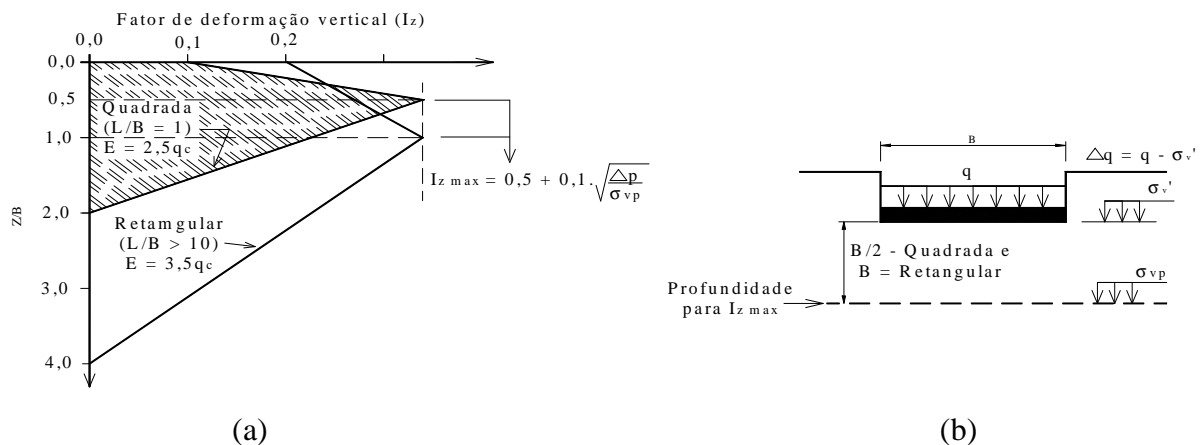 Fator de deformação vertical (Iz)
0,0
0,1
0,2
0,0
0,5
1,0
2,0
3,0
4,0
Z/B
Quadrada
(L/B = 1)
E = 2,5qc
Retamgular
(L/B > 10)
E = 3,5qc
Iz max = 0,5 + 0,1.√Δp/σvp
(a)
B
Δq = q - σv'
q
σv'
B/2 - Quadrada e
B = Retangular
σvp
Profundidade
para Iz max
(b)